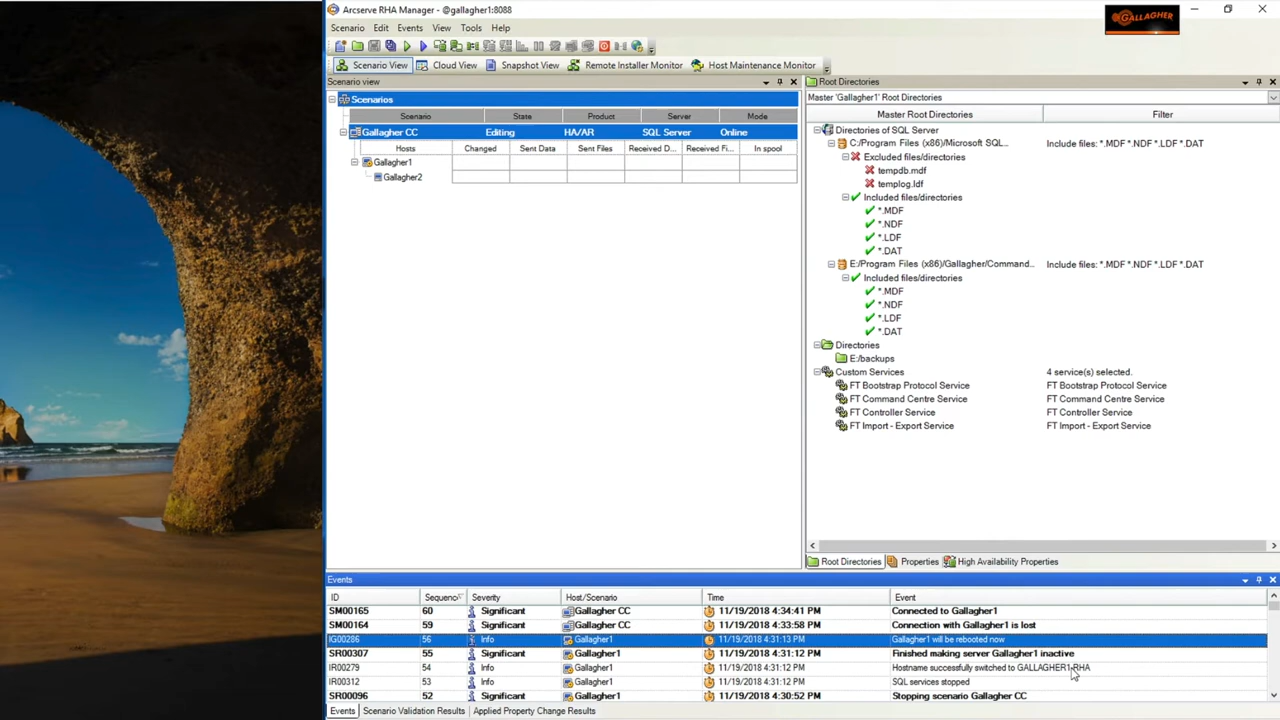 Arcserve RHA Manager - @gallagher1:8088
GALLAGHER
Scenario Edit Events View Tools Help
Scenario View Cloud View Snapshot View Remote Installer Monitor Host Maintenance Monitor
Scenario view
Scenarios
Scenario State Product Server Mode
Gallagher CC Editing HA/AR SQL Server Online
Hosts Changed Sent Data Sent Files Received D... Received Fi... In spool
Gallagher1
Gallagher2
Root Directories
Master 'Gallagher1' Root Directories
Master Root Directories Filter
Directories of SQL Server
C:/Program Files (x86)/Microsoft SQL... Include files: *.MDF *.NDF *.LDF *.DAT
Excluded files/directories
tempdb.mdf
templog.ldf
Included files/directories
*.MDF
*.NDF
*.LDF
*.DAT
E:/Program Files (x86)/Gallagher/Command... Include files: *.MDF *.NDF *.LDF *.DAT
Included files/directories
*.MDF
*.NDF
*.LDF
*.DAT
Directories
E:/backups
Custom Services 4 service(s) selected.
FT Bootstrap Protocol Service FT Bootstrap Protocol Service
FT Command Centre Service FT Command Centre Service
FT Controller Service FT Controller Service
FT Import - Export Service FT Import - Export Service
Root Directories Properties High Availability Properties
Events
ID Sequenc Severity Host/Scenario Time Event
SM00165 60 Significant Gallagher CC 11/19/2018 4:34:41 PM Connected to Gallagher1
SM00164 59 Significant Gallagher CC 11/19/2018 4:33:58 PM Connection with Gallagher1 is lost
IG00286 56 Info Gallagher1 11/19/2018 4:31:13 PM Gallagher1 will be rebooted now
SR00307 55 Significant Gallagher1 11/19/2018 4:31:12 PM Finished making server Gallagher1 inactive
IR00279 54 Info Gallagher1 11/19/2018 4:31:12 PM Hostname successfully switched to GALLAGHER1-RHA
IR00312 53 Info Gallagher1 11/19/2018 4:31:12 PM SQL services stopped
SR00096 52 Significant Gallagher1 11/19/2018 4:30:52 PM Stopping scenario Gallagher CC
Events Scenario Validation Results Applied Property Change Results